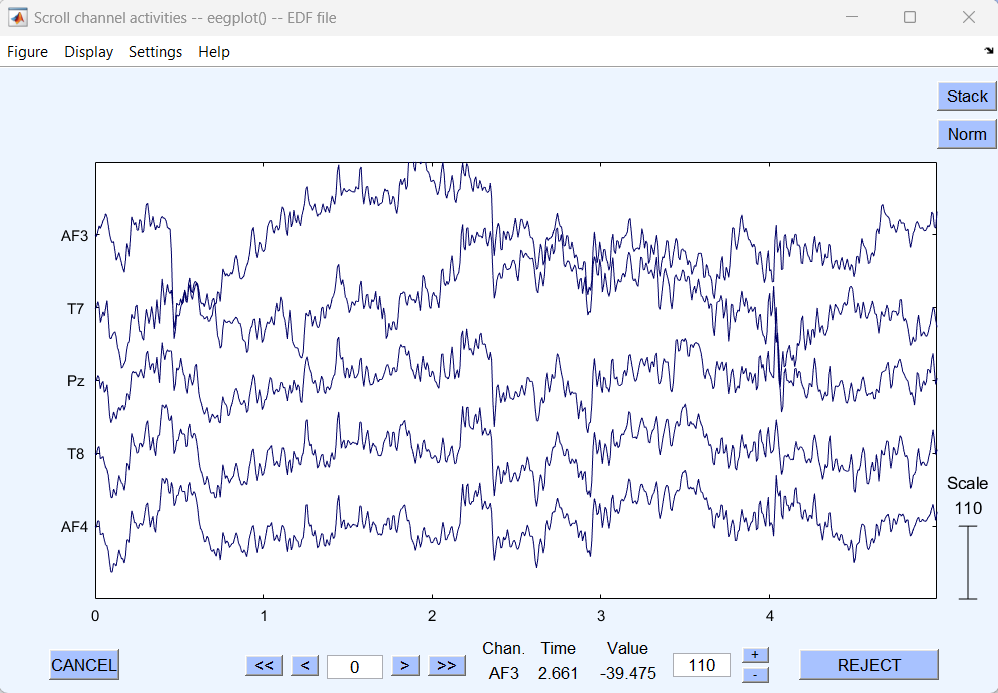 Scroll channel activities -- eegplot() -- EDF file
Figure Display Settings Help
Stack
Norm
AF3
T7
Pz
T8
AF4
Scale
110
0 1 2 3 4
Chan. Time Value
CANCEL << < 0 > >> AF3 2.661 -39.475 110 + - REJECT